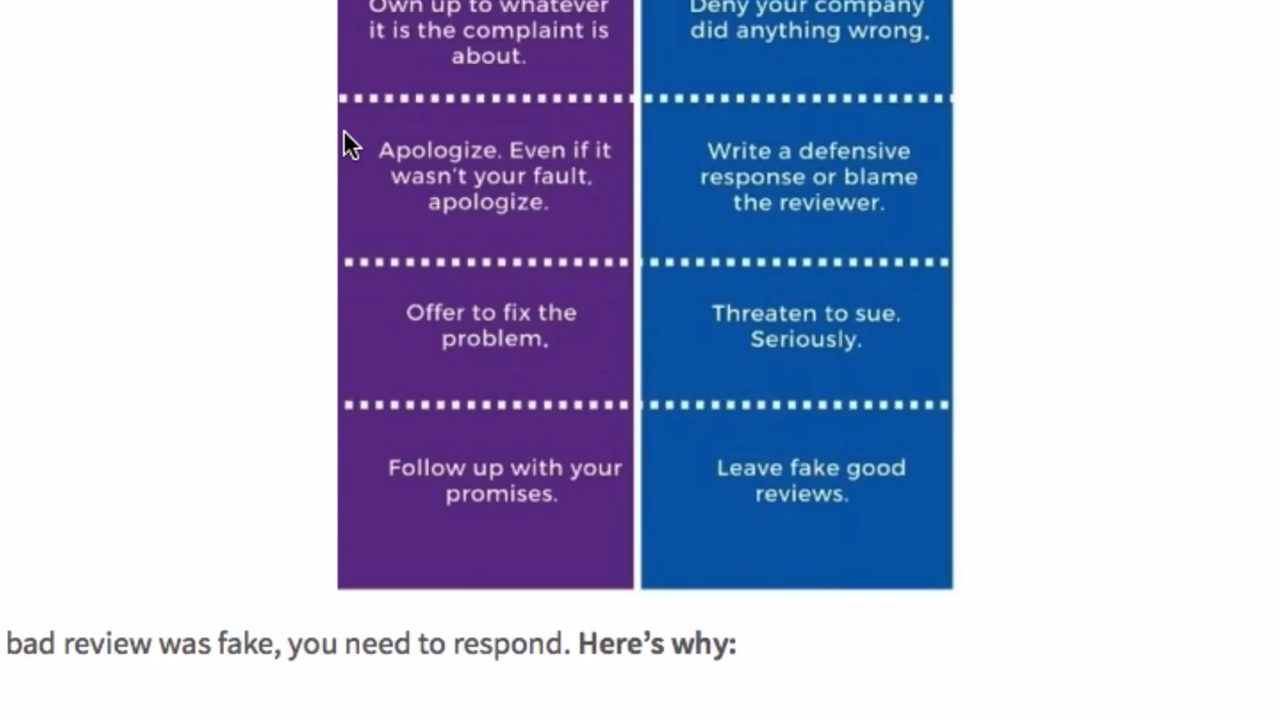 Own up to whatever
it is the complaint is
about.
Deny your company
did anything wrong.
Apologize. Even if it
wasn't your fault,
apologize.
Write a defensive
response or blame
the reviewer.
Offer to fix the
problem.
Threaten to sue.
Seriously.
Follow up with your
promises.
Leave fake good
reviews.
bad review was fake, you need to respond. Here’s why: